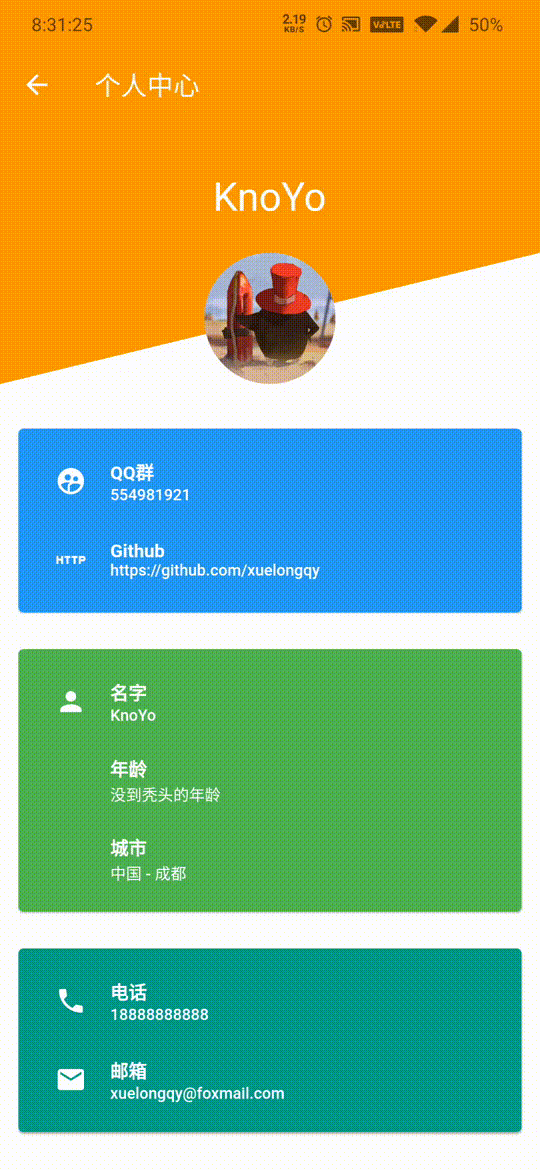 8:31:25
2.19
KB/S
VoLTE
50%
个人中心
KnoYo
QQ群
554981921
HTTP
Github
https://github.com/xuelongqy
名字
KnoYo
年龄
没到秃头的年龄
城市
中国 - 成都
电话
18888888888
邮箱
xuelongqy@foxmail.com